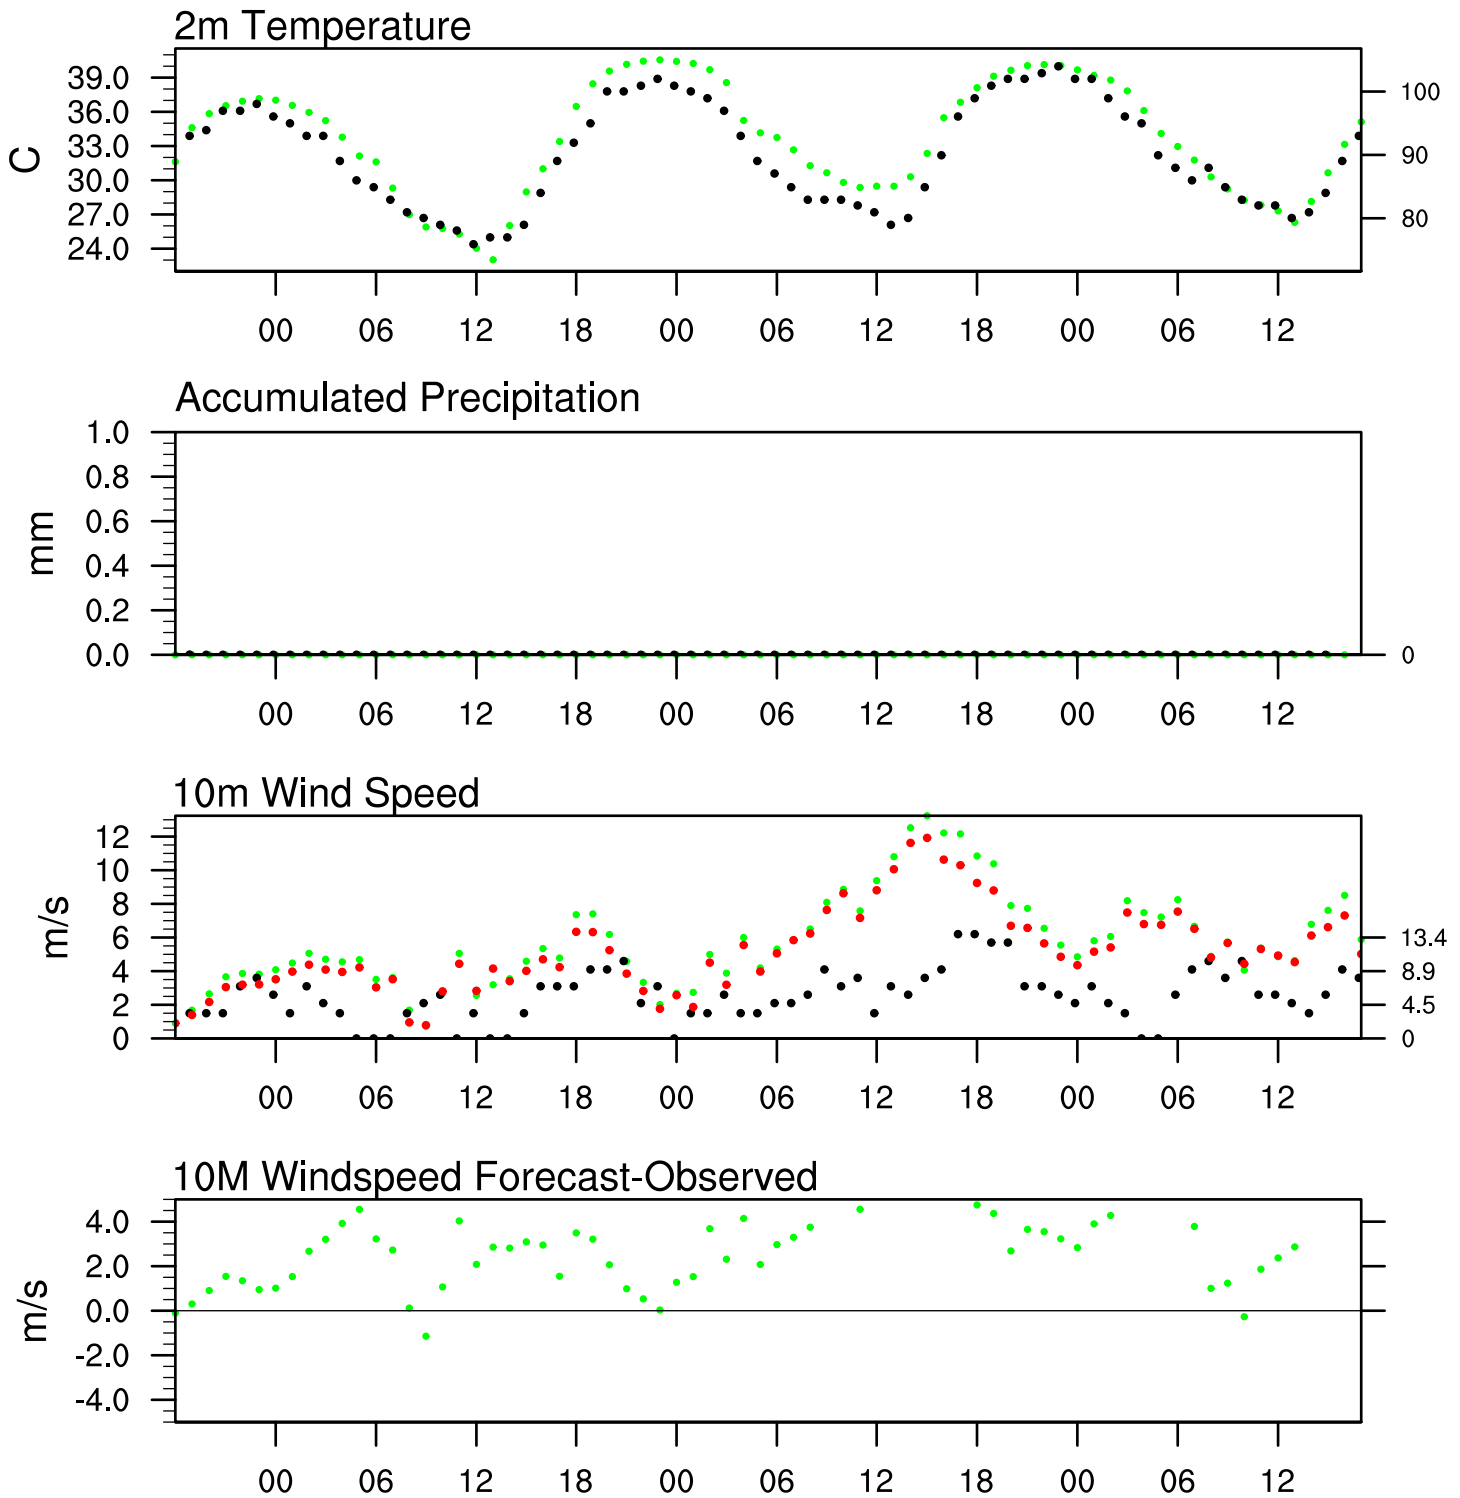 2m Temperature
C
39.0
36.0
33.0
30.0
27.0
24.0
100
90
80
00 06 12 18 00 06 12 18 00 06 12
Accumulated Precipitation
mm
1.0
0.8
0.6
0.4
0.2
0.0
0
00 06 12 18 00 06 12 18 00 06 12
10m Wind Speed
m/s
12
10
8
6
4
2
0
13.4
8.9
4.5
0
00 06 12 18 00 06 12 18 00 06 12
10M Windspeed Forecast-Observed
m/s
4.0
2.0
0.0
-2.0
-4.0
00 06 12 18 00 06 12 18 00 06 12